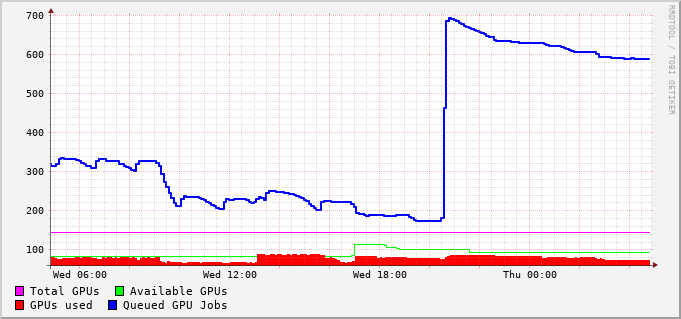 700
600
500
400
300
200
100
Wed 06:00 Wed 12:00 Wed 18:00 Thu 00:00
Total GPUs Available GPUs
GPUs used Queued GPU Jobs
RRDTOOL / TOBI OETIKER